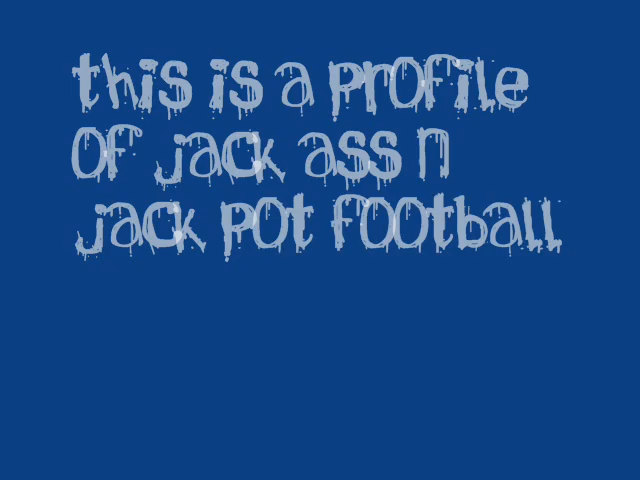 this is a profile
of jack ass n
jack pot football